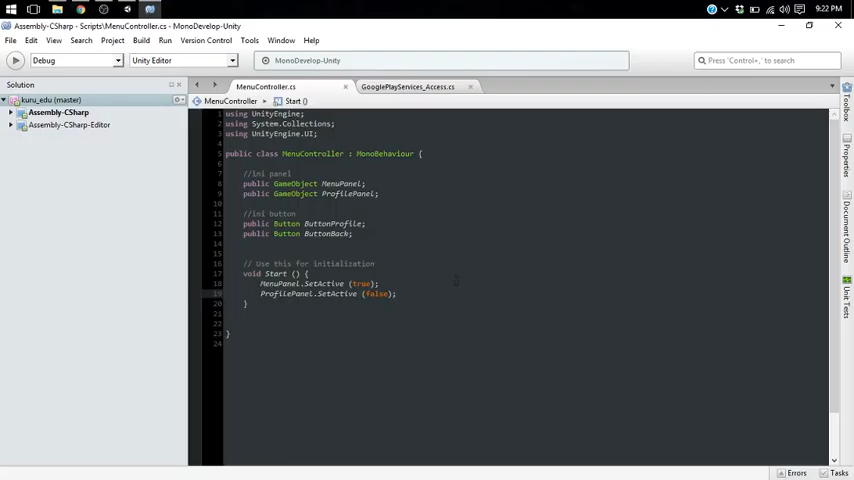 9:22 PM
Assembly-CSharp - Scripts\MenuController.cs - MonoDevelop-Unity
File Edit View Search Project Build Run Version Control Tools Window Help
Debug Unity Editor MonoDevelop-Unity Press 'Control+,' to search
Solution
kuru_edu (master)
Assembly-CSharp
Assembly-CSharp-Editor
MenuController.cs GooglePlayServices_Access.cs
MenuController Start ()
1 using UnityEngine;
2 using System.Collections;
3 using UnityEngine.UI;
4
5 public class MenuController : MonoBehaviour {
6
7 //ini panel
8 public GameObject MenuPanel;
9 public GameObject ProfilePanel;
10
11 //ini button
12 public Button ButtonProfile;
13 public Button ButtonBack;
14
15
16 // Use this for initialization
17 void Start () {
18 MenuPanel.SetActive (true);
19 ProfilePanel.SetActive (false);
20 }
21
22
23 }
24
Toolbox
Properties
Document Outline
Unit Tests
Errors Tasks